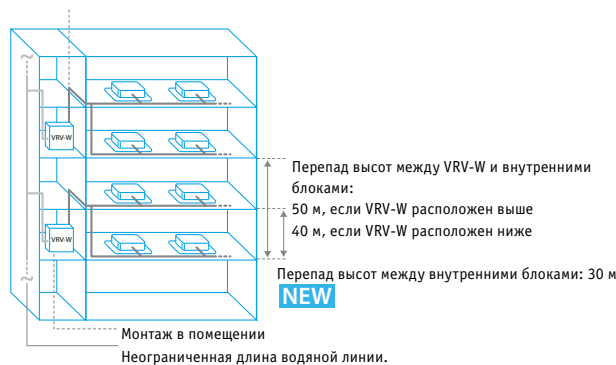 VRV-W
VRV-W
Перепад высот между VRV-W и внутренними
блоками:
50 м, если VRV-W расположен выше
40 м, если VRV-W расположен ниже
Перепад высот между внутренними блоками: 30 м
NEW
Монтаж в помещении
Неограниченная длина водяной линии.